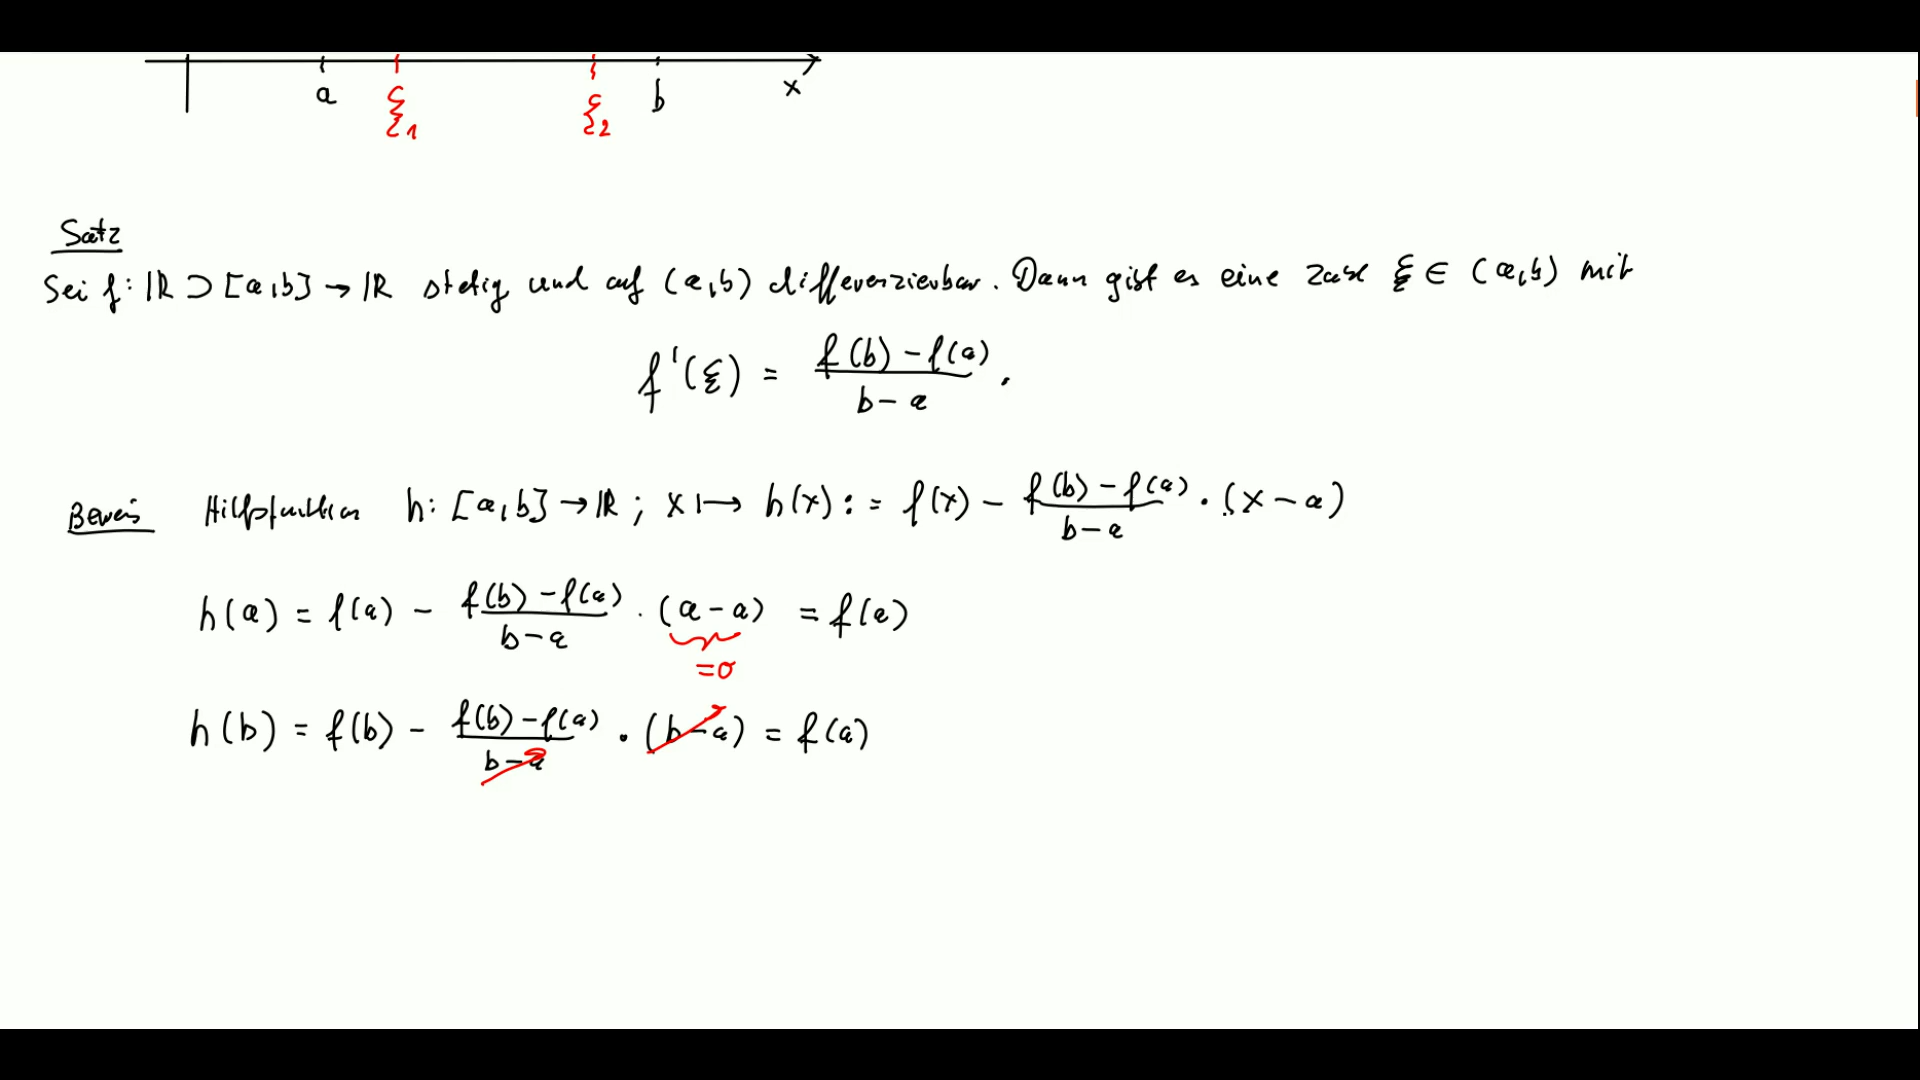 a ξ₁ ξ₂ b x
Satz
Sei f: ℝ ⊃ [a,b] → ℝ stetig und auf (a,b) differenzierbar. Dann gibt es eine Zahl ξ ∈ (a,b) mit
f'(ξ) = (f(b) - f(a))/(b - a).
Beweis Hilfsfunktion h: [a,b] → ℝ; x ↦ h(x) := f(x) - (f(b) - f(a))/(b - a) · (x - a)
h(a) = f(a) - (f(b) - f(a))/(b - a) · (a - a) = f(a)
= 0
h(b) = f(b) - (f(b) - f(a))/(b - a) · (b - a) = f(a)